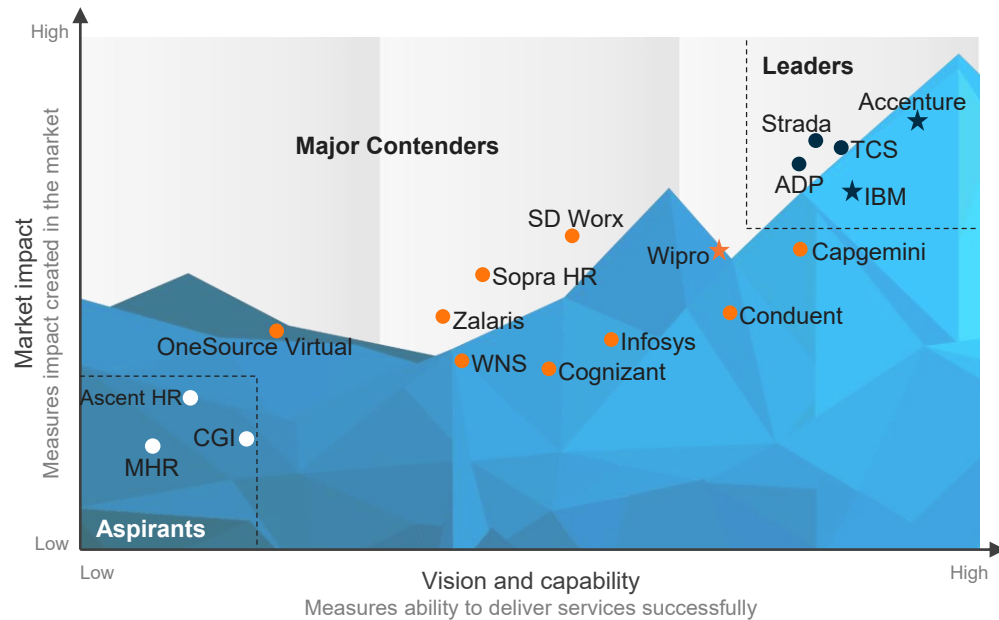 High
Leaders
Accenture
Strada
TCS
Major Contenders
ADP
IBM
SD Worx
Wipro
Capgemini
Sopra HR
Zalaris
Conduent
OneSource Virtual
Infosys
WNS
Cognizant
Ascent HR
CGI
MHR
Aspirants
Low
Market impact
Measures impact created in the market
Low
High
Vision and capability
Measures ability to deliver services successfully